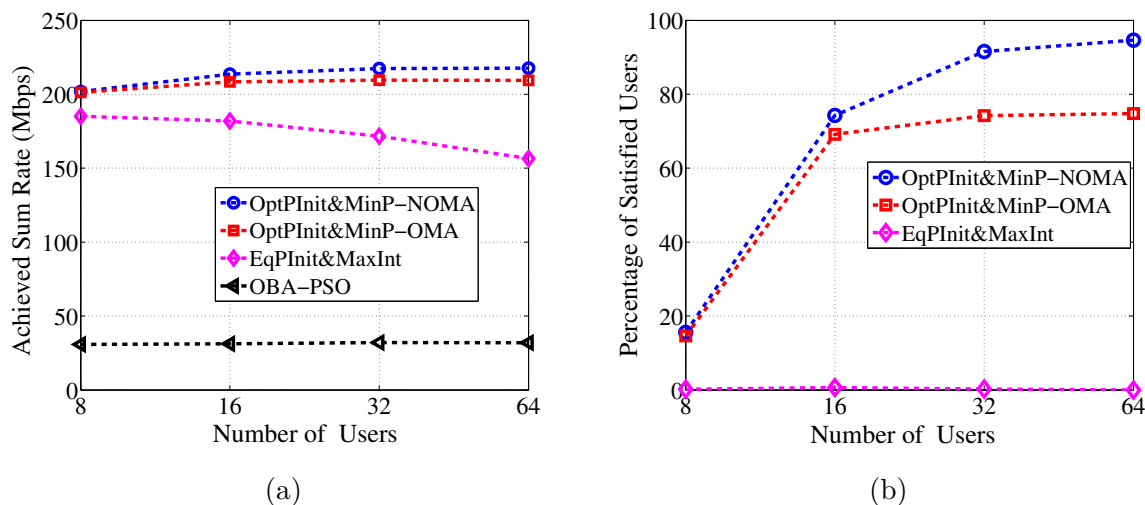 250
200
150
100
50
0
Achieved Sum Rate (Mbps)
OptPInit&MinP−NOMA
OptPInit&MinP−OMA
EqPInit&MaxInt
OBA−PSO
8 16 32 64
Number of Users
(a)
100
80
60
40
20
0
Percentage of Satisfied Users
OptPInit&MinP−NOMA
OptPInit&MinP−OMA
EqPInit&MaxInt
8 16 32 64
Number of Users
(b)